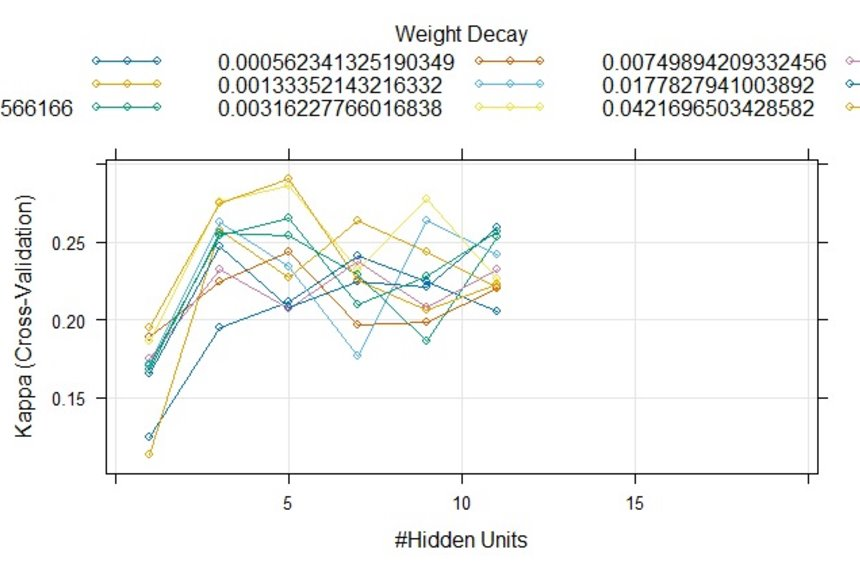 Weight Decay
0.000562341325190349 0.00749894209332456
0.00133352143216332 0.0177827941003892
566166 0.00316227766016838 0.0421696503428582
Kappa (Cross-Validation)
0.25
0.20
0.15
5 10 15
#Hidden Units